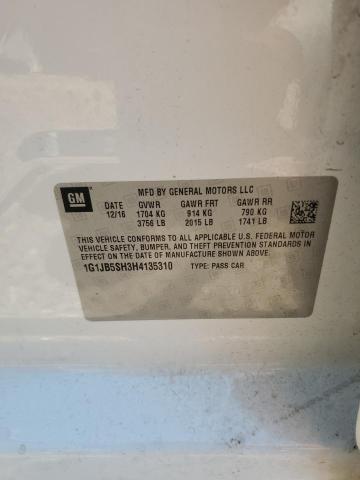 GM
MFD BY GENERAL MOTORS LLC
DATE GVWR GAWR FRT GAWR RR
12/16 1704 KG 914 KG 790 KG
3756 LB 2015 LB 1741 LB
THIS VEHICLE CONFORMS TO ALL APPLICABLE U.S. FEDERAL MOTOR
VEHICLE SAFETY, BUMPER, AND THEFT PREVENTION STANDARDS IN
EFFECT ON THE DATE OF MANUFACTURE SHOWN ABOVE.
1G1JB5SH3H4135310 TYPE: PASS CAR